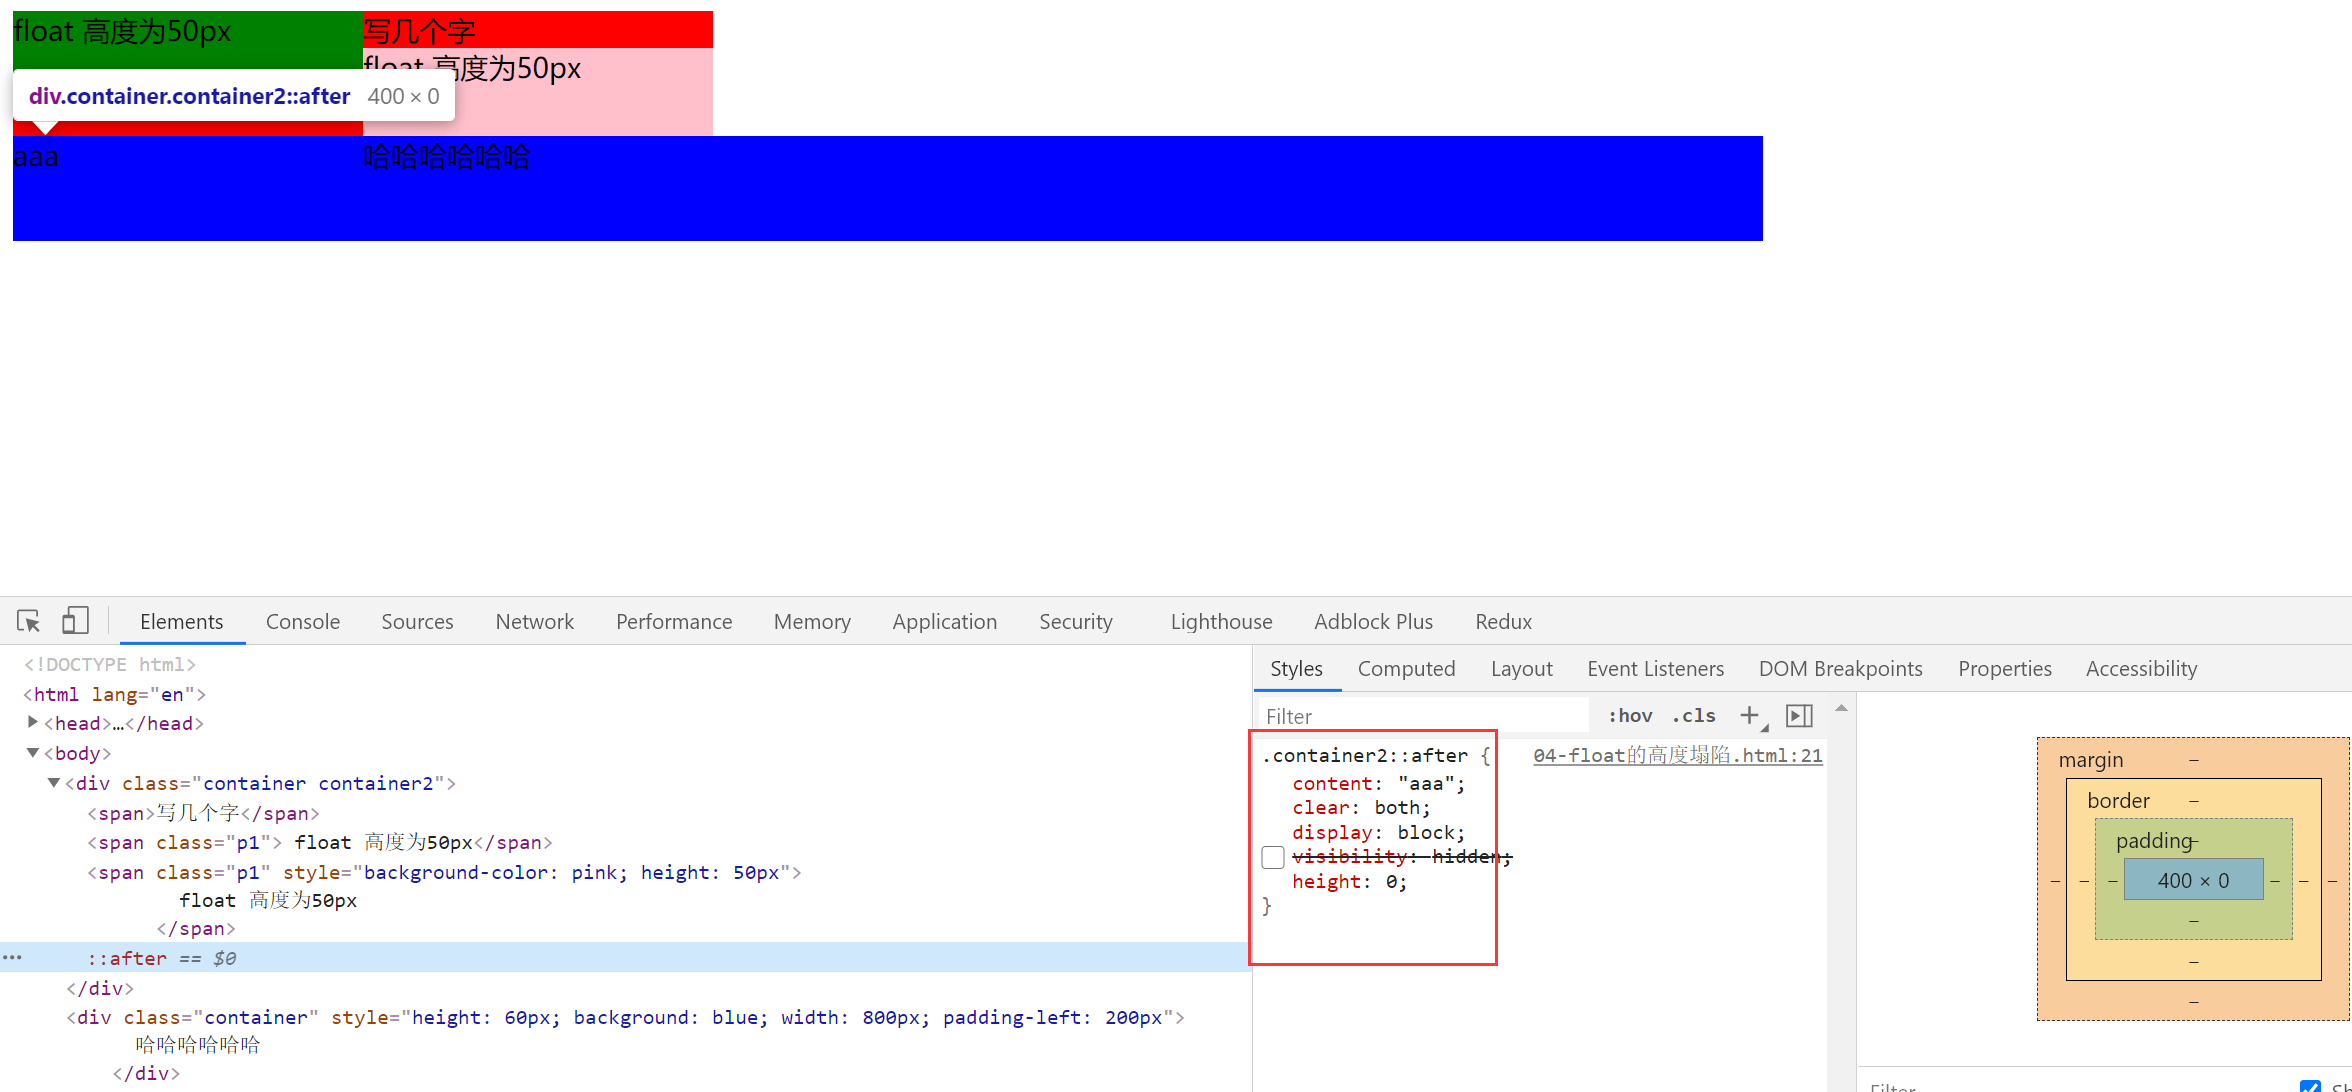 float 高度为50px
写几个字
float 高度为50px
div.container.container2::after 400 × 0
aaa
哈哈哈哈哈哈
Elements Console Sources Network Performance Memory Application Security Lighthouse Adblock Plus Redux
<!DOCTYPE html>
<html lang="en">
<head>…</head>
<body>
<div class="container container2">
<span>写几个字</span>
<span class="p1"> float 高度为50px</span>
<span class="p1" style="background-color: pink; height: 50px">
float 高度为50px
</span>
::after == $0
</div>
<div class="container" style="height: 60px; background: blue; width: 800px; padding-left: 200px">
哈哈哈哈哈哈
</div>
Styles Computed Layout Event Listeners DOM Breakpoints Properties Accessibility
Filter :hov .cls
.container2::after { 04-float的高度塌陷.html:21
content: "aaa";
clear: both;
display: block;
visibility: hidden;
height: 0;
}
margin –
border –
padding –
– – – 400 × 0 – – –
–
–
–
Filter